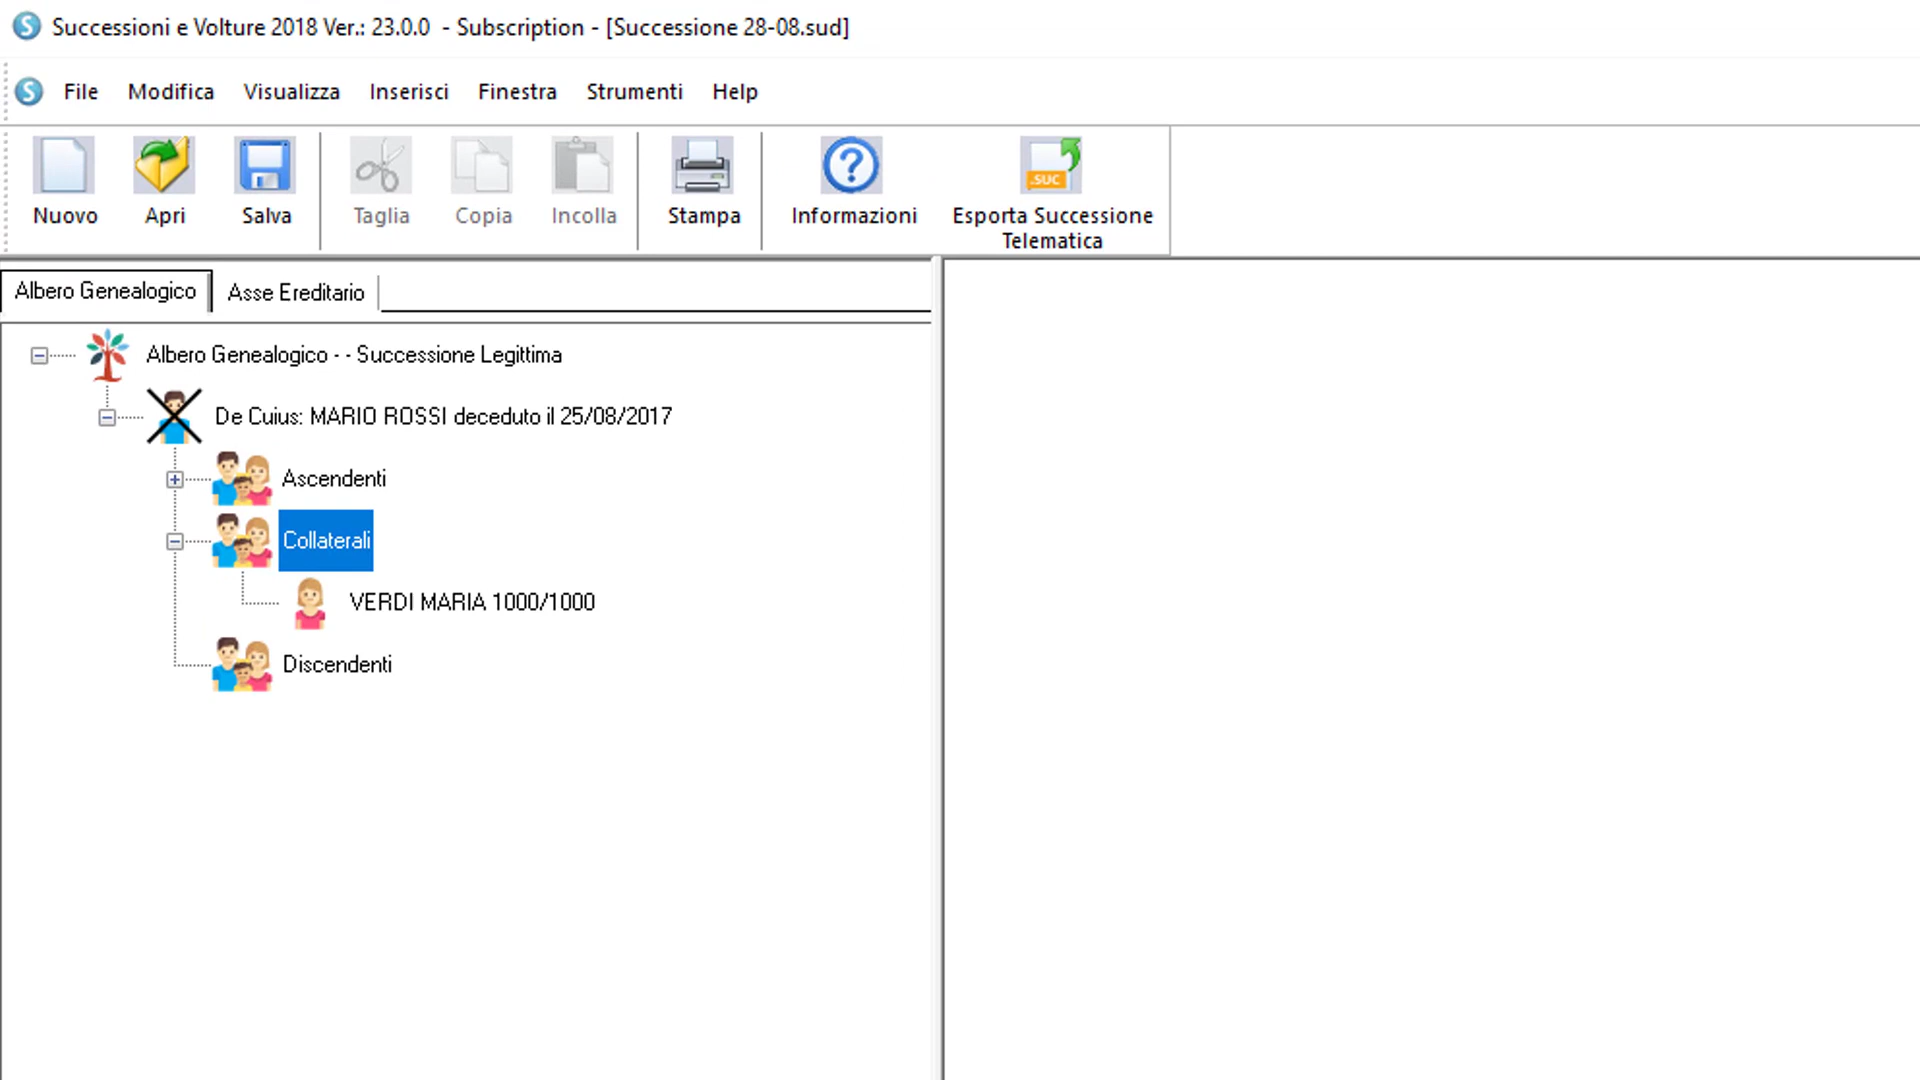 Successioni e Volture 2018 Ver.: 23.0.0 - Subscription - [Successione 28-08.sud]
File Modifica Visualizza Inserisci Finestra Strumenti Help
Nuovo Apri Salva Taglia Copia Incolla Stampa Informazioni Esporta Successione Telematica
.SUC
Albero Genealogico Asse Ereditario
Albero Genealogico - - Successione Legittima
De Cuius: MARIO ROSSI deceduto il 25/08/2017
Ascendenti
Collaterali
VERDI MARIA 1000/1000
Discendenti